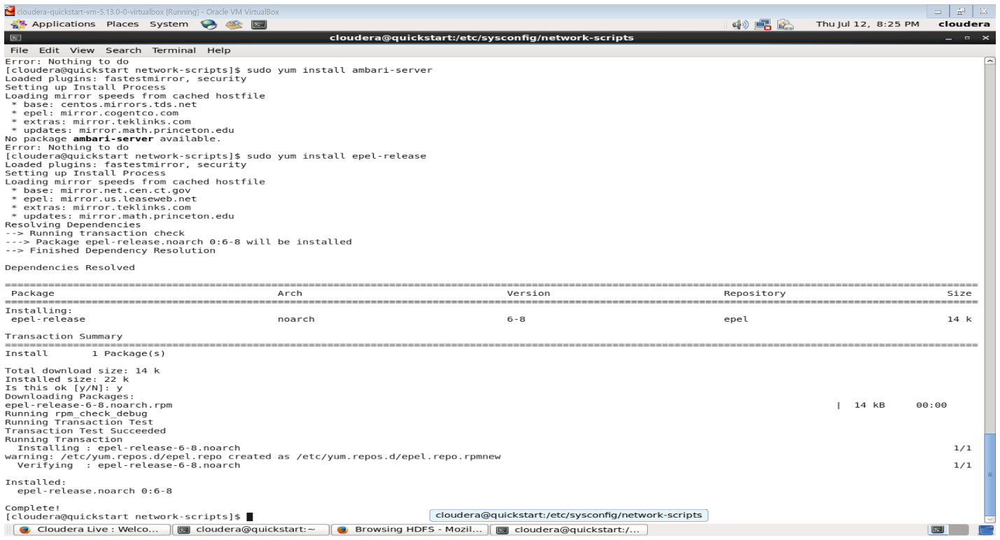 cloudera-quickstart-vm-5.13.0-0-virtualbox [Running] - Oracle VM VirtualBox
Applications Places System Thu Jul 12, 8:25 PM cloudera
cloudera@quickstart:/etc/sysconfig/network-scripts
File Edit View Search Terminal Help
Error: Nothing to do
[cloudera@quickstart network-scripts]$ sudo yum install ambari-server
Loaded plugins: fastestmirror, security
Setting up Install Process
Loading mirror speeds from cached hostfile
 * base: centos.mirrors.tds.net
 * epel: mirror.cogentco.com
 * extras: mirror.teklinks.com
 * updates: mirror.math.princeton.edu
No package ambari-server available.
Error: Nothing to do
[cloudera@quickstart network-scripts]$ sudo yum install epel-release
Loaded plugins: fastestmirror, security
Setting up Install Process
Loading mirror speeds from cached hostfile
 * base: mirror.net.cen.ct.gov
 * epel: mirror.us.leaseweb.net
 * extras: mirror.teklinks.com
 * updates: mirror.math.princeton.edu
Resolving Dependencies
--> Running transaction check
---> Package epel-release.noarch 0:6-8 will be installed
--> Finished Dependency Resolution
Dependencies Resolved
Package Arch Version Repository Size
Installing:
epel-release noarch 6-8 epel 14 k
Transaction Summary
Install 1 Package(s)
Total download size: 14 k
Installed size: 22 k
Is this ok [y/N]: y
Downloading Packages:
epel-release-6-8.noarch.rpm | 14 kB 00:00
Running rpm_check_debug
Running Transaction Test
Transaction Test Succeeded
Running Transaction
Installing : epel-release-6-8.noarch 1/1
warning: /etc/yum.repos.d/epel.repo created as /etc/yum.repos.d/epel.repo.rpmnew
Verifying : epel-release-6-8.noarch 1/1
Installed:
epel-release.noarch 0:6-8
Complete!
[cloudera@quickstart network-scripts]$
cloudera@quickstart:/etc/sysconfig/network-scripts
Cloudera Live : Welco... cloudera@quickstart:~ Browsing HDFS - Mozil... cloudera@quickstart:/...